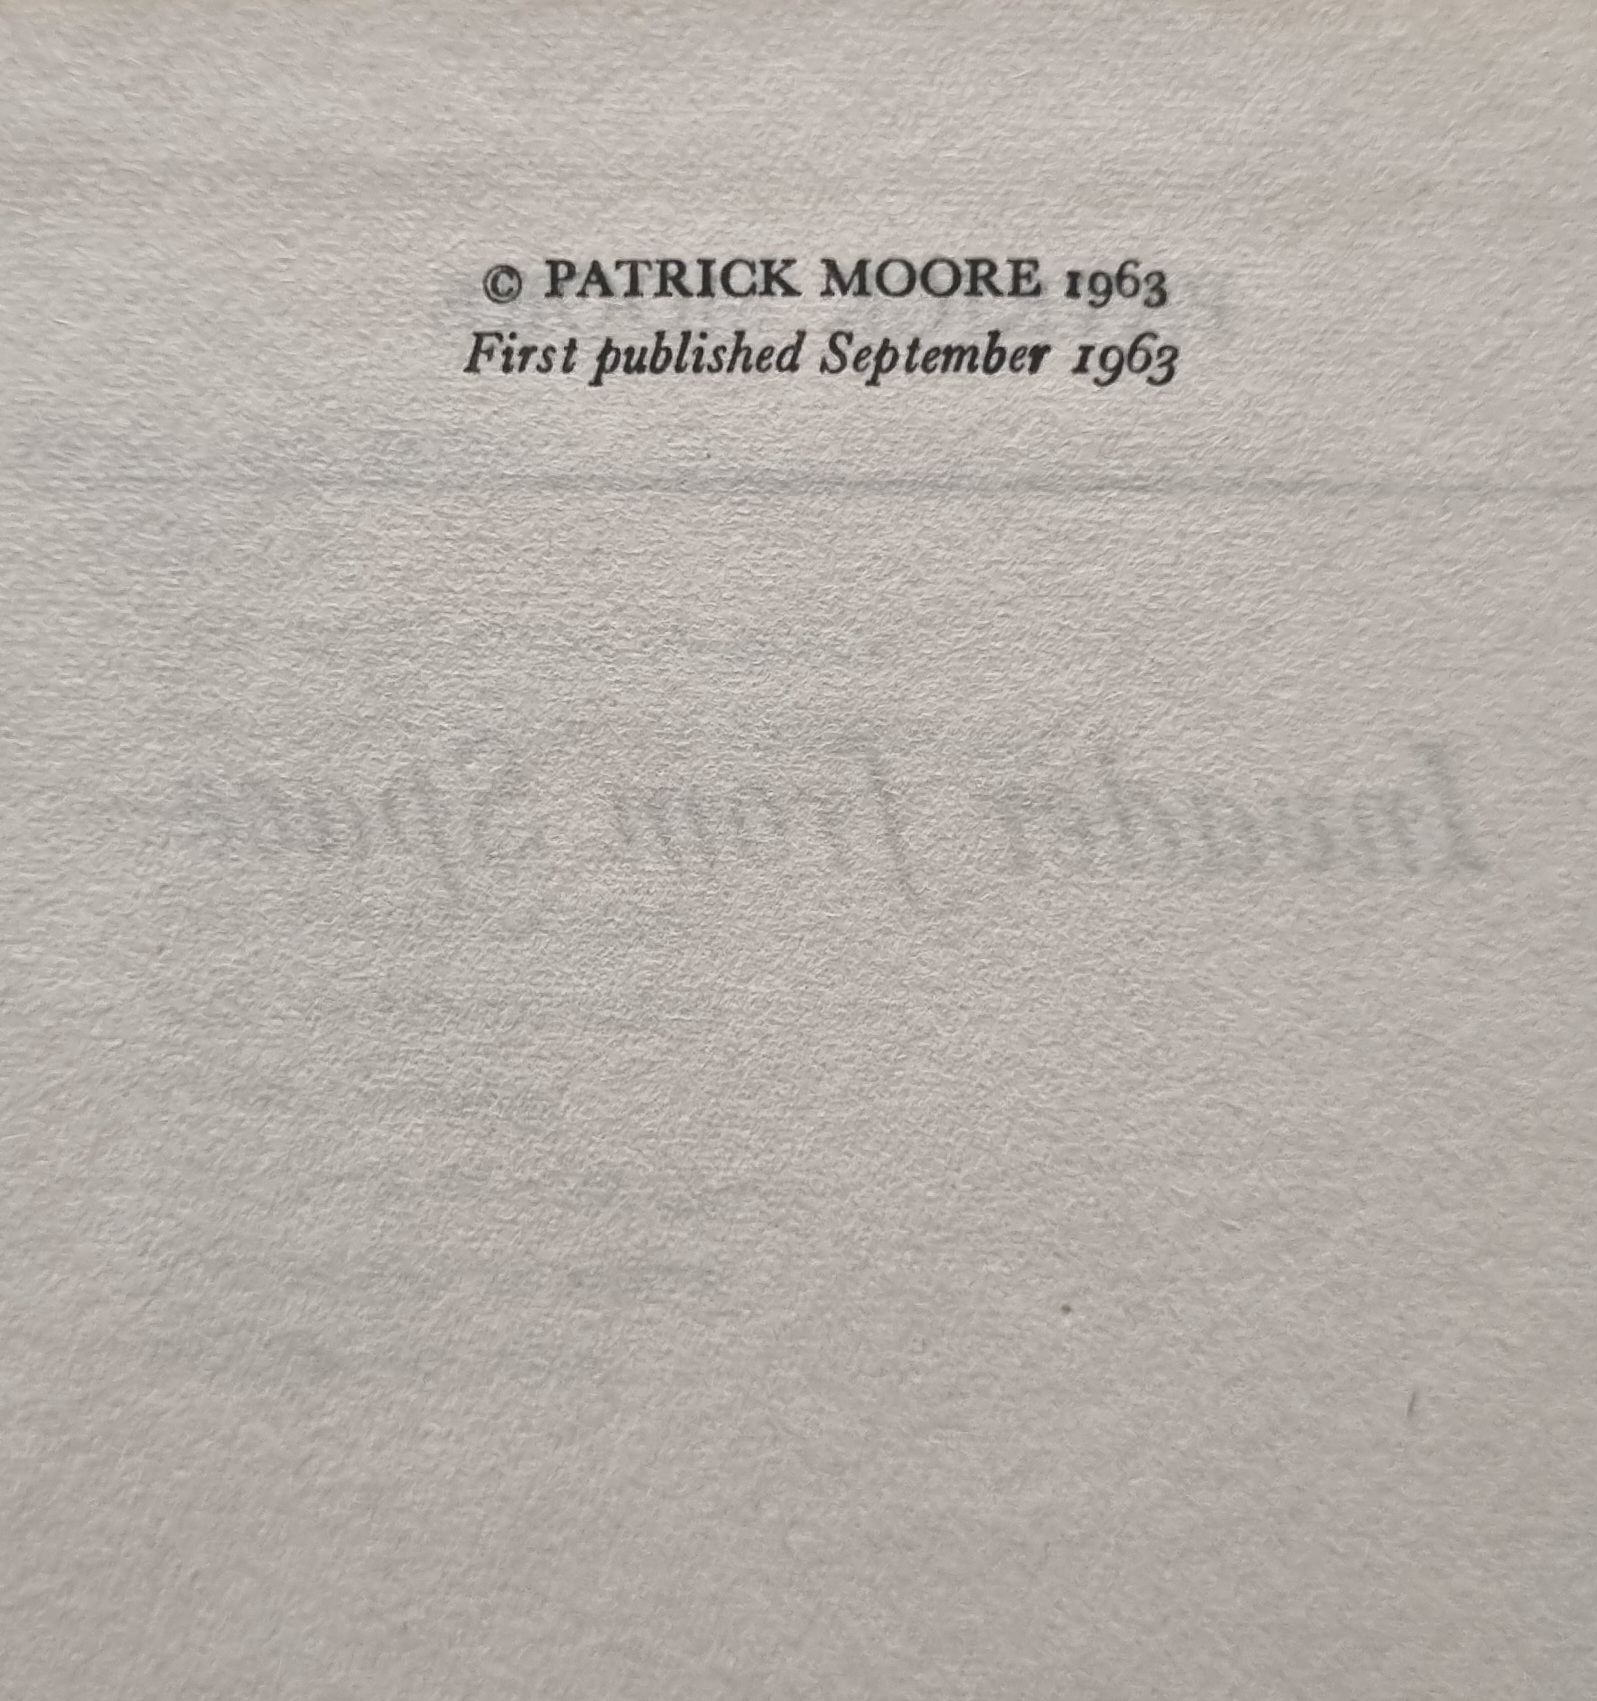 © PATRICK MOORE 1963
First published September 1963